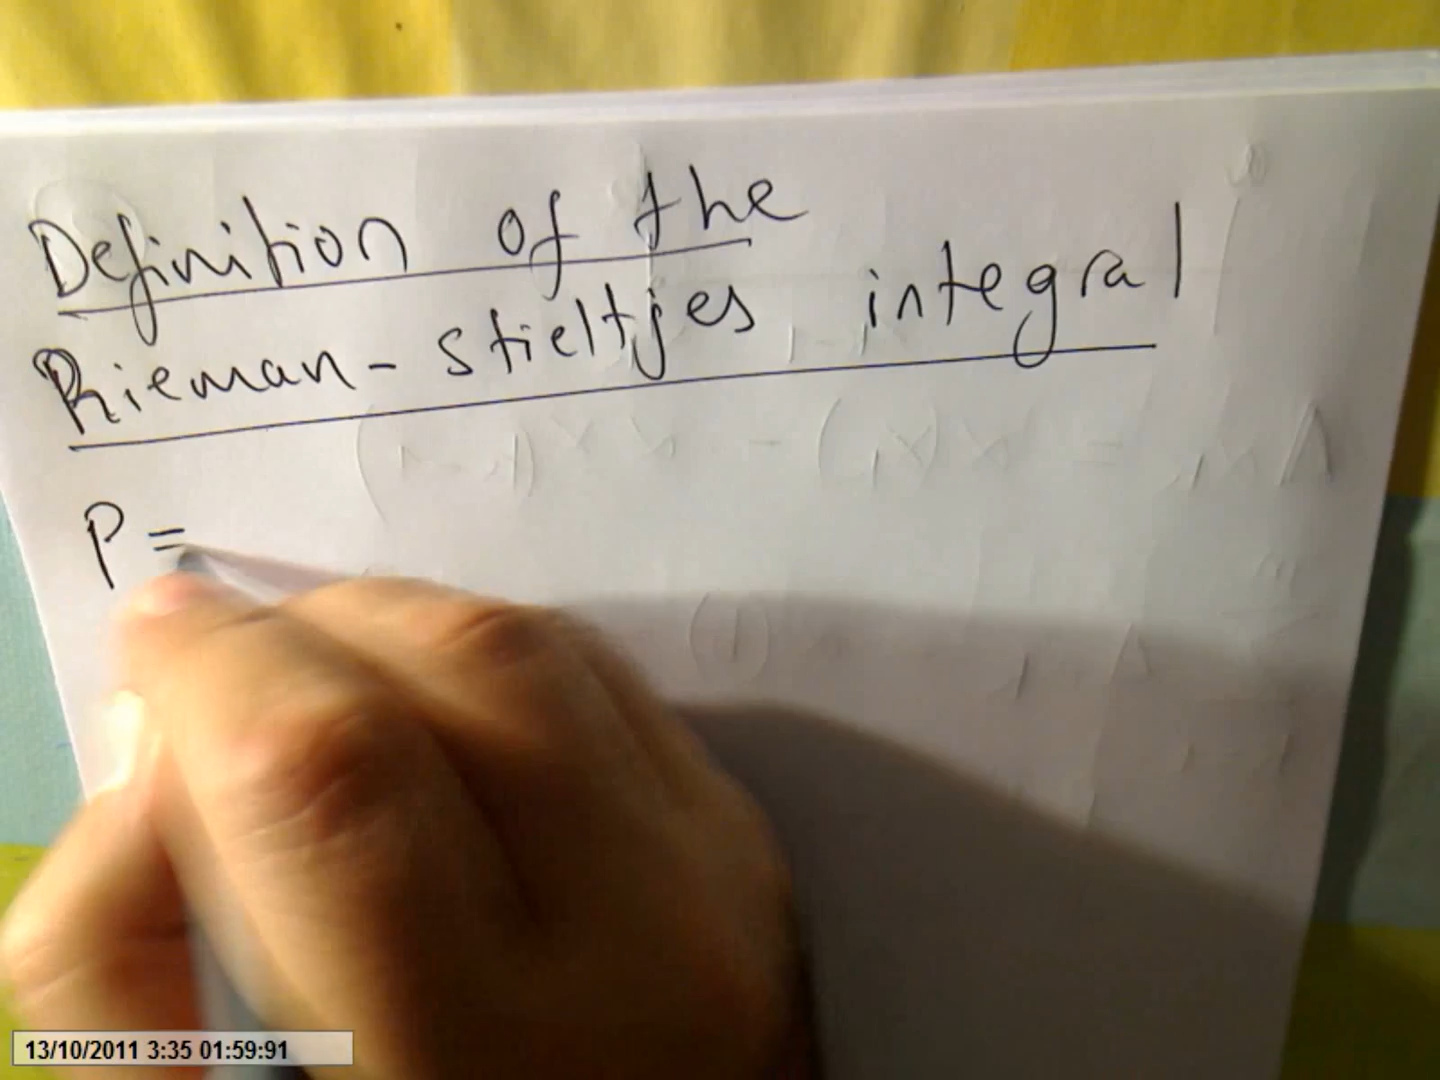 Definition of the
Rieman - stieltjes integral
P =
13/10/2011 3:35 01:59:91